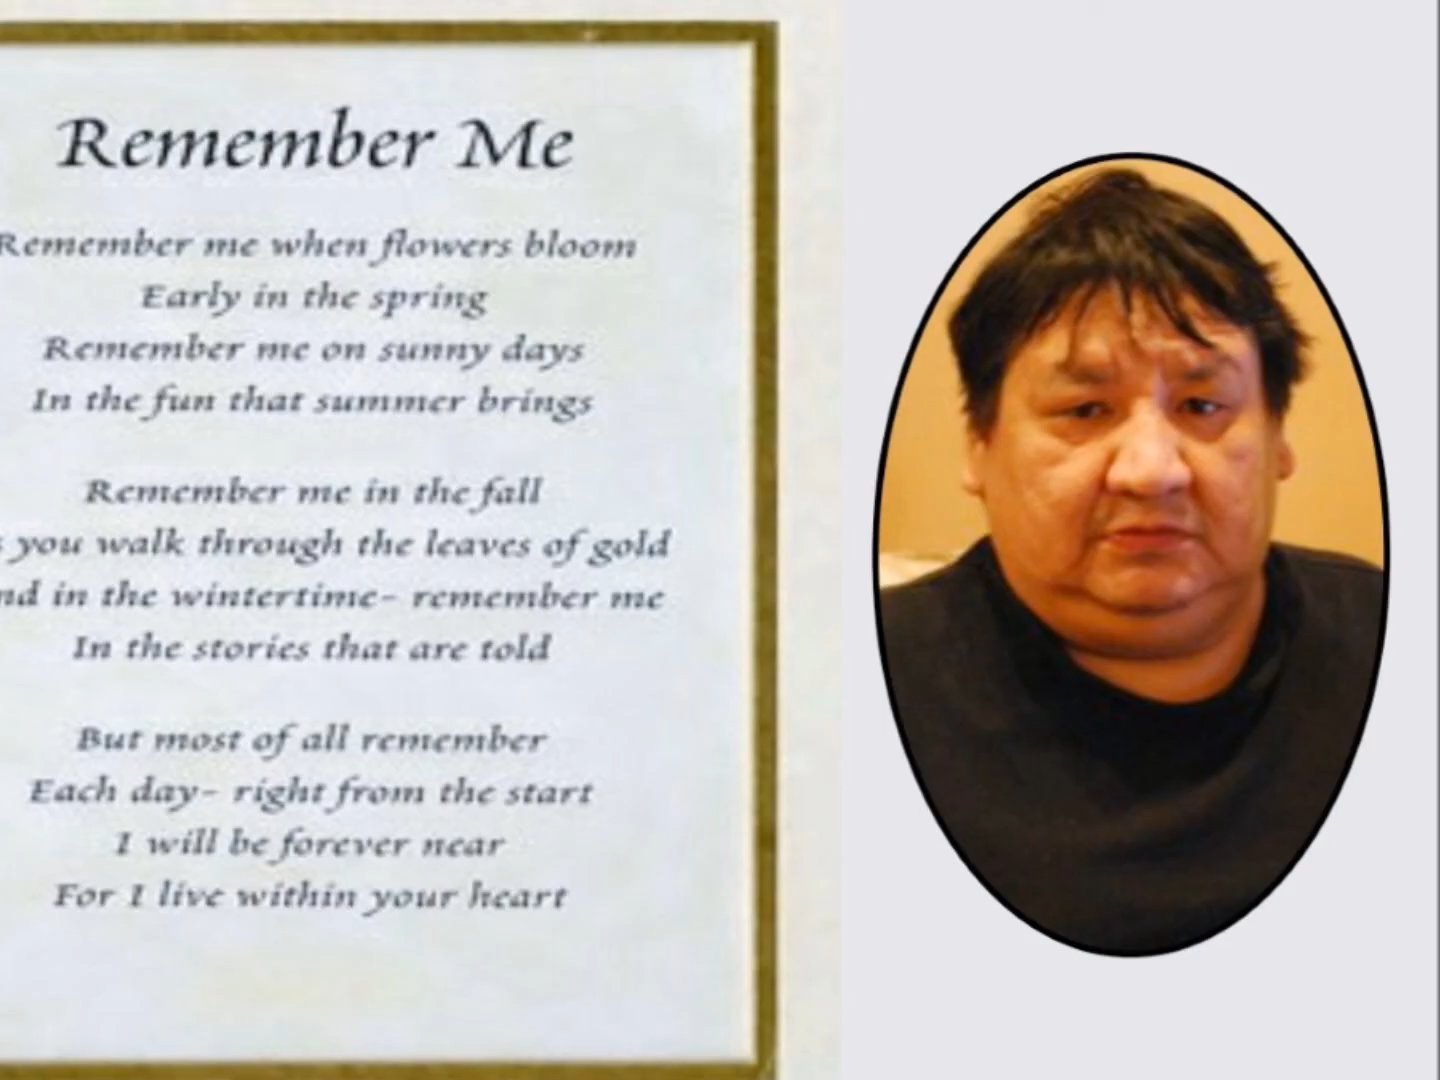 Remember Me
Remember me when flowers bloom
Early in the spring
Remember me on sunny days
In the fun that summer brings
Remember me in the fall
you walk through the leaves of gold
in the wintertime- remember me
In the stories that are told
But most of all remember
Each day- right from the start
I will be forever near
For I live within your heart